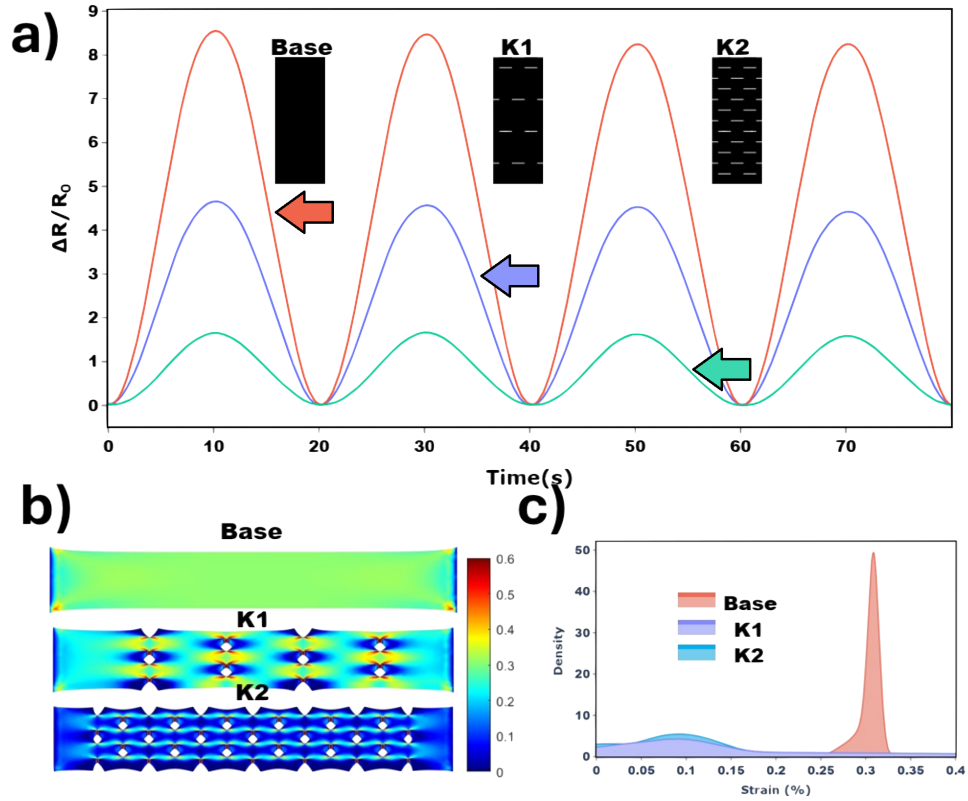 a)
9
8
7
6
5
4
3
2
1
0
ΔR/R₀
Base
K1
K2
0 10 20 30 40 50 60 70
Time(s)
b)
Base
K1
K2
0.6
0.5
0.4
0.3
0.2
0.1
0
c)
50
40
30
20
10
0
Density
Base
K1
K2
0 0.05 0.1 0.15 0.2 0.25 0.3 0.35 0.4
Strain (%)